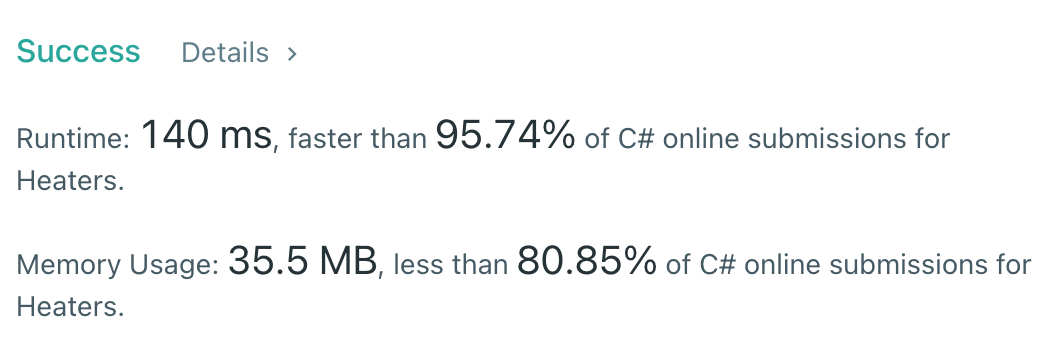 Success Details >
Runtime: 140 ms, faster than 95.74% of C# online submissions for
Heaters.
Memory Usage: 35.5 MB, less than 80.85% of C# online submissions for
Heaters.